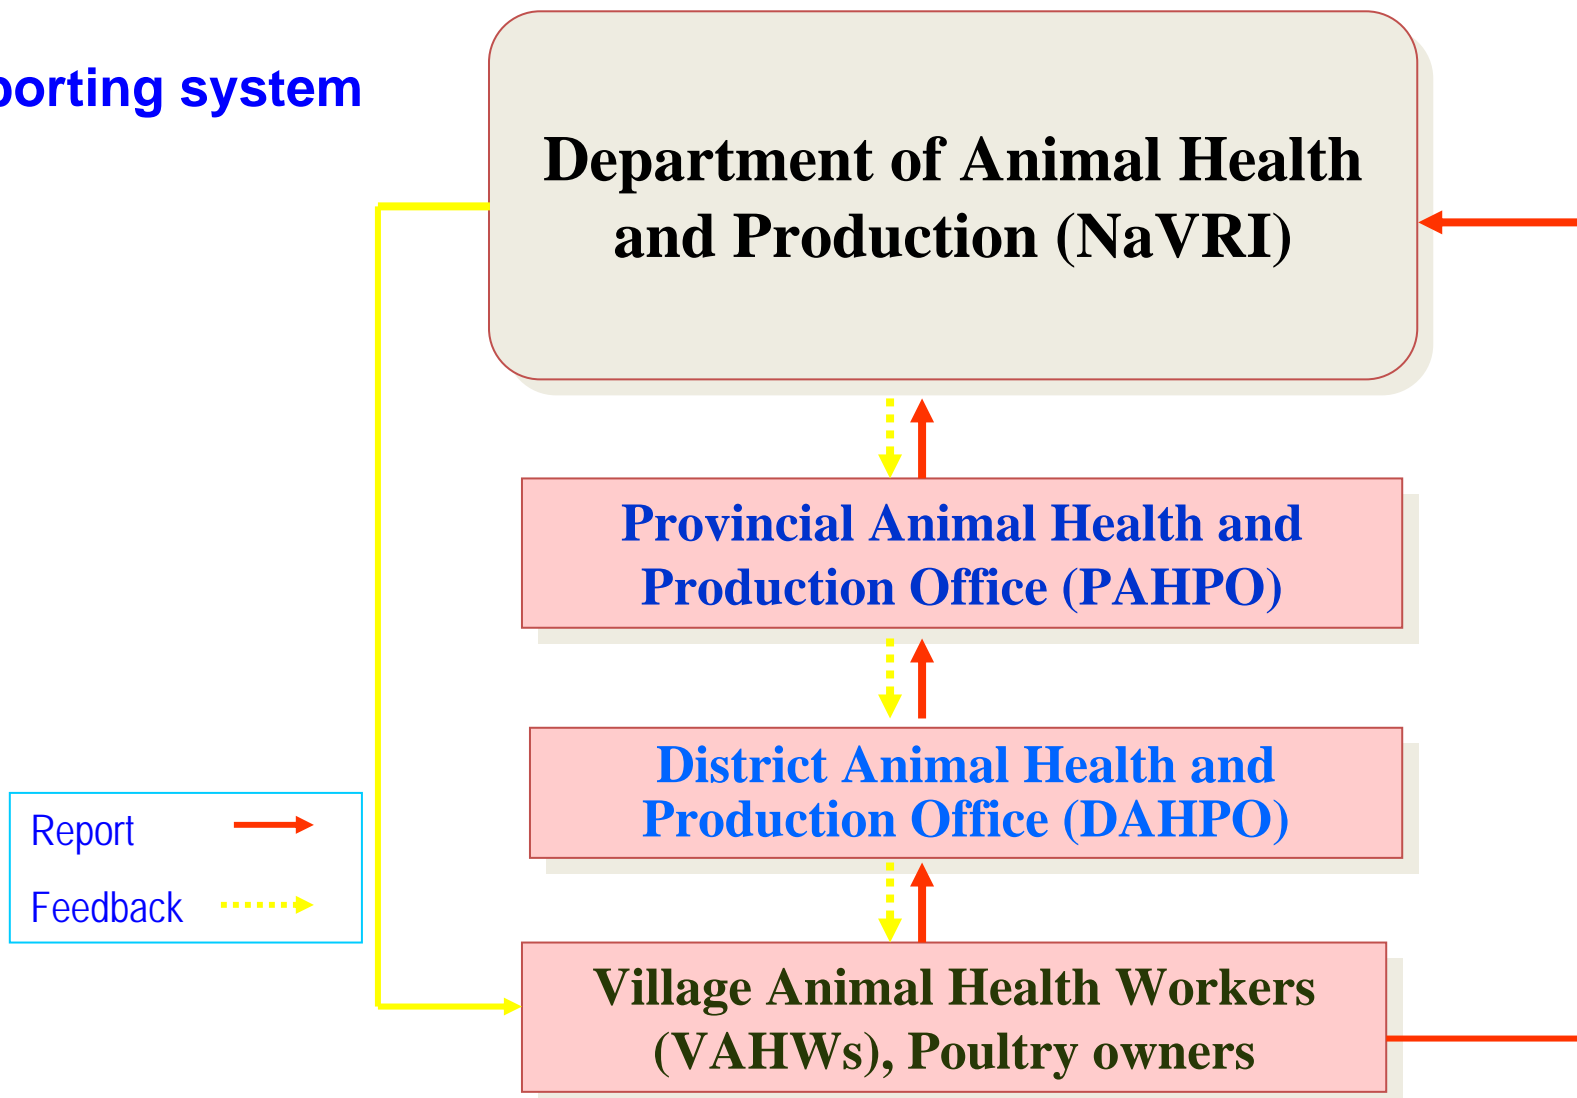 porting system
Department of Animal Health
and Production (NaVRI)
Provincial Animal Health and
Production Office (PAHPO)
District Animal Health and
Production Office (DAHPO)
Report
Feedback
Village Animal Health Workers
(VAHWs), Poultry owners